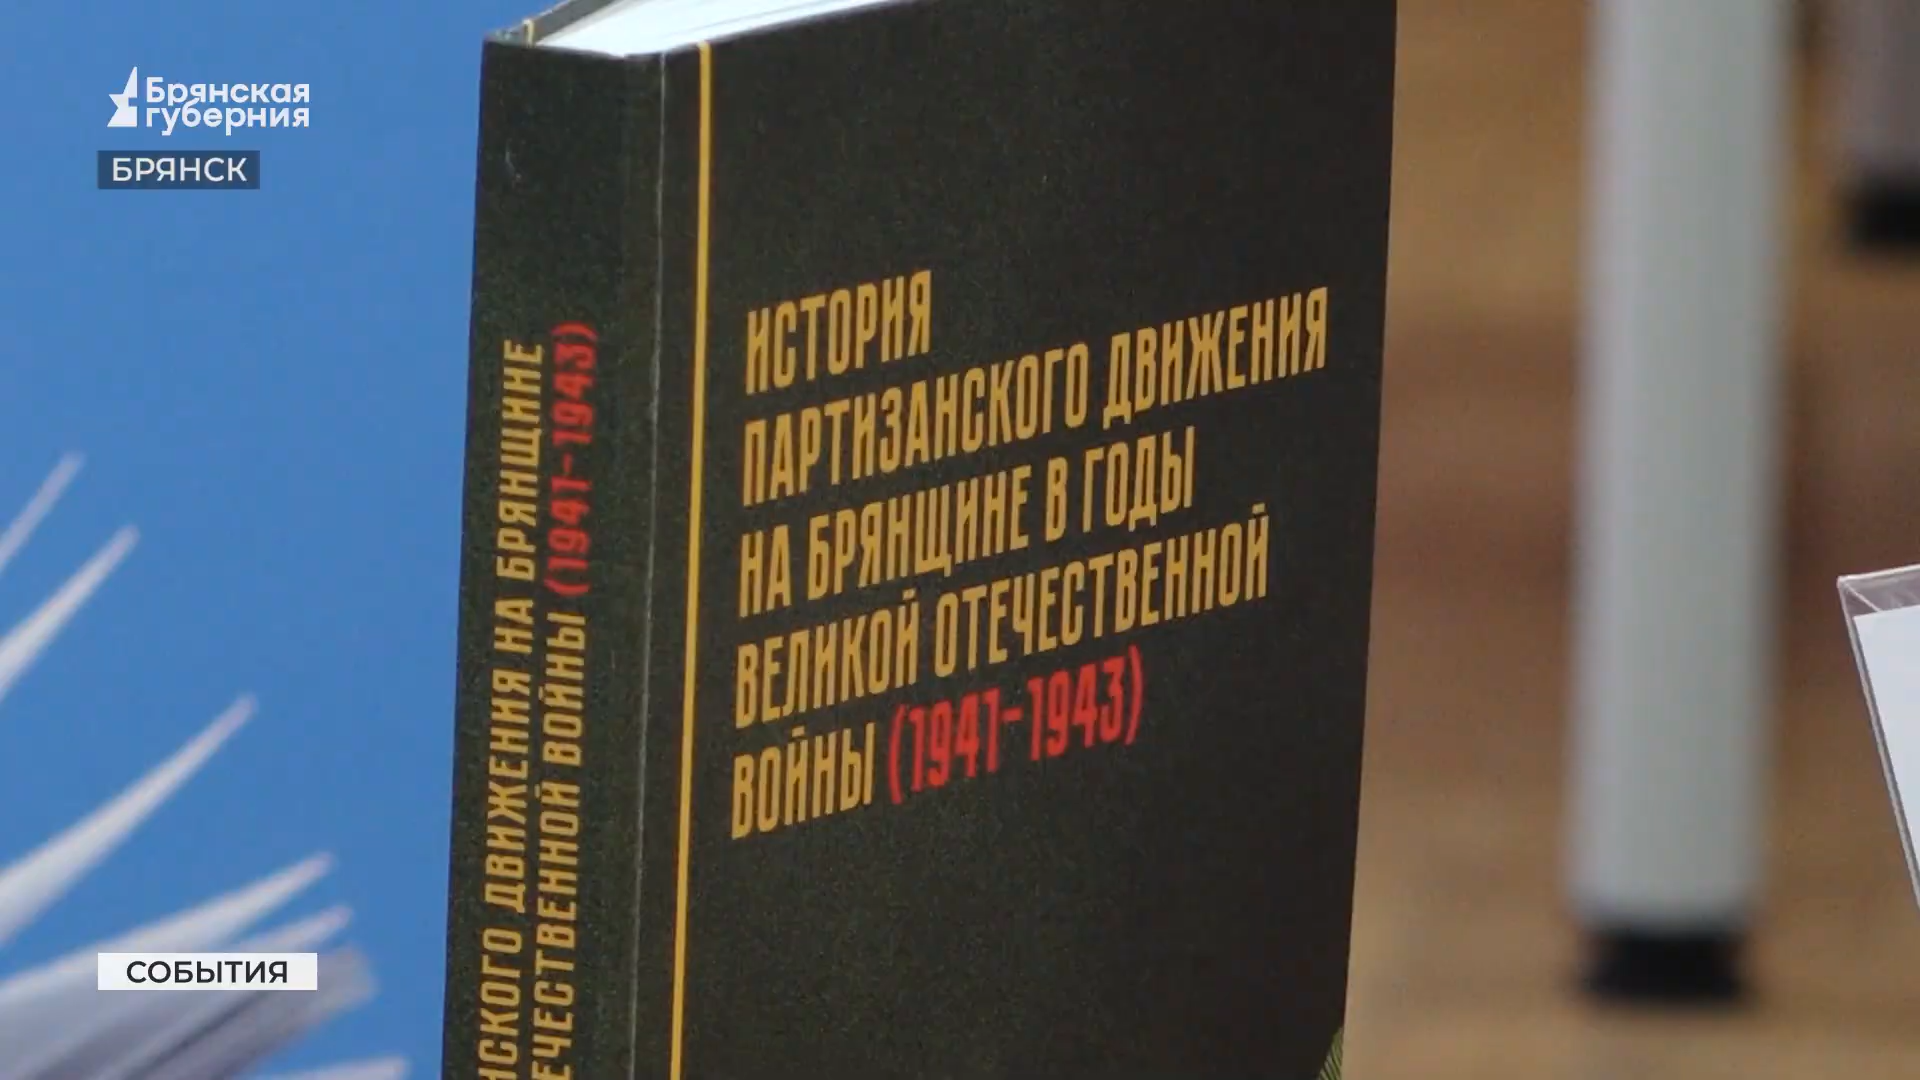 Брянская
губерния
БРЯНСК
ИСТОРИЯ
ПАРТИЗАНСКОГО ДВИЖЕНИЯ
НА БРЯНЩИНЕ В ГОДЫ
ВЕЛИКОЙ ОТЕЧЕСТВЕННОЙ
ВОЙНЫ (1941-1943)
НСКОГО ДВИЖЕНИЯ НА БРЯНЩИНЕ
ЕЧЕСТВЕННОЙ ВОЙНЫ (1941-1943)
СОБЫТИЯ